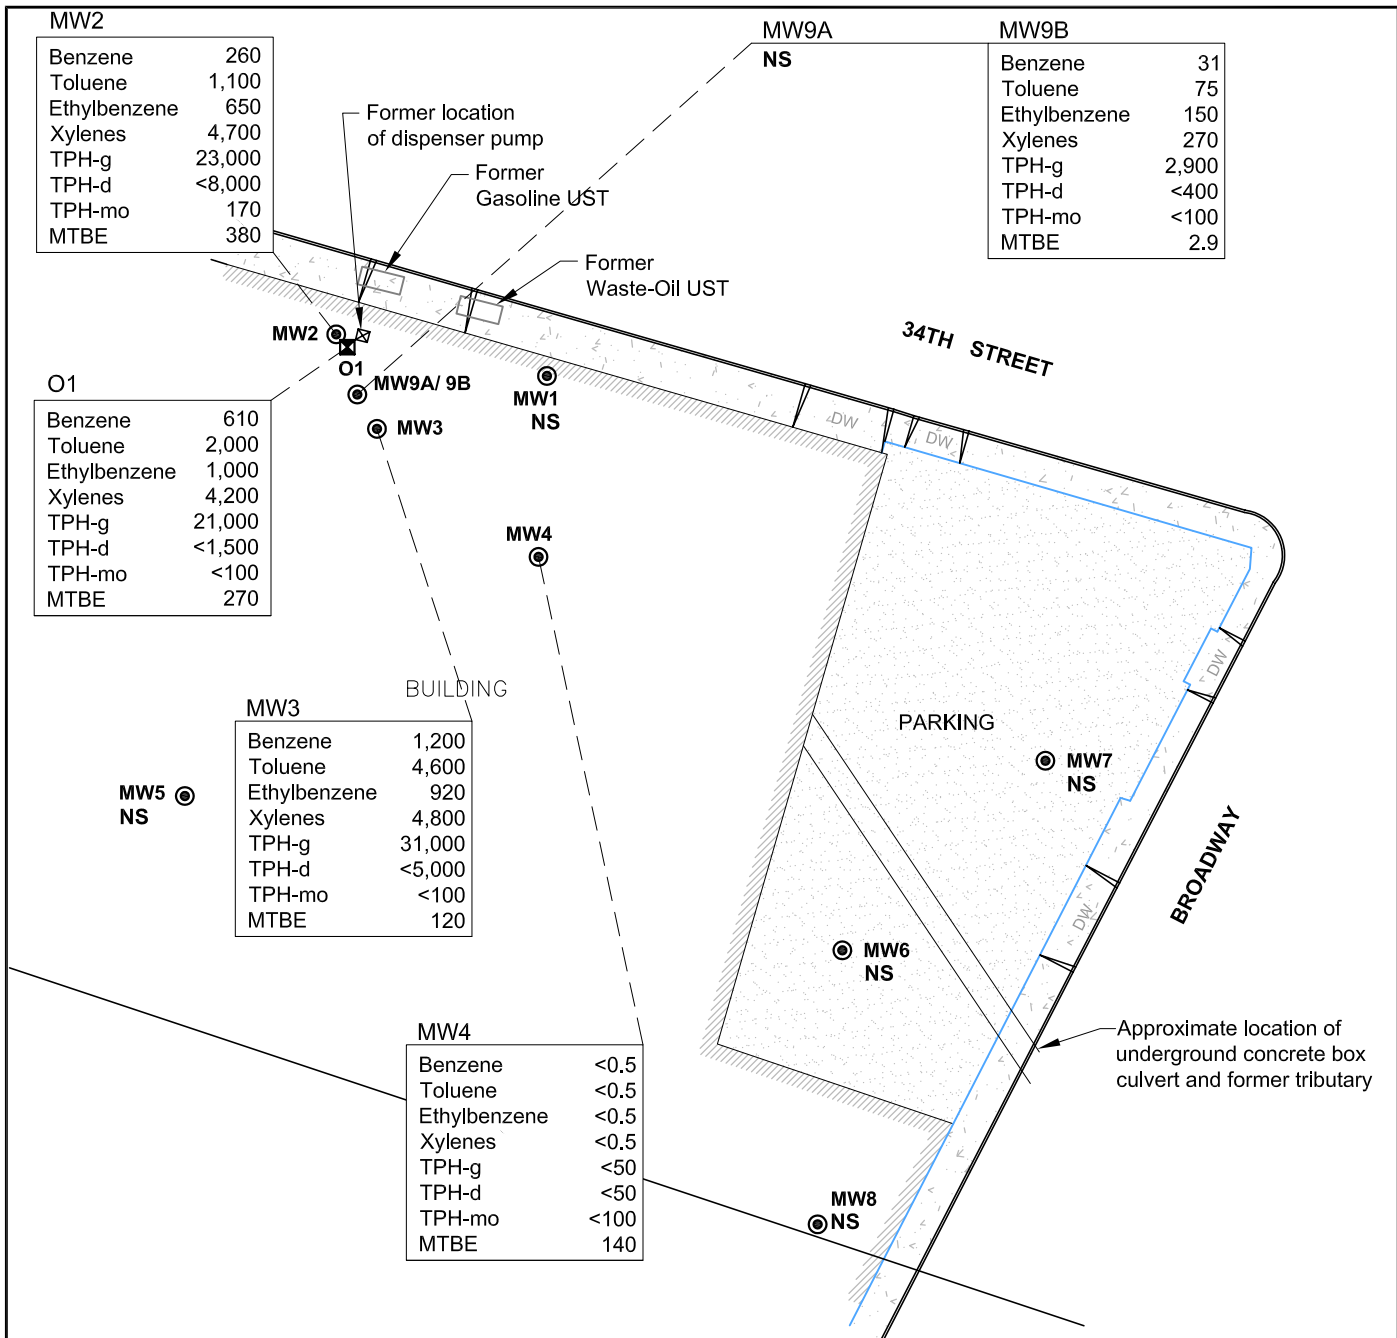 MW2
Benzene 260
Toluene 1,100
Ethylbenzene 650
Xylenes 4,700
TPH-g 23,000
TPH-d <8,000
TPH-mo 170
MTBE 380
MW9A
NS
MW9B
Benzene 31
Toluene 75
Ethylbenzene 150
Xylenes 270
TPH-g 2,900
TPH-d <400
TPH-mo <100
MTBE 2.9
Former location
of dispenser pump
Former
Gasoline UST
Former
Waste-Oil UST
34TH STREET
MW2
O1
MW9A/ 9B
MW3
MW1
NS
DW
DW
O1
Benzene 610
Toluene 2,000
Ethylbenzene 1,000
Xylenes 4,200
TPH-g 21,000
TPH-d <1,500
TPH-mo <100
MTBE 270
MW4
DW
BUILDING
MW3
Benzene 1,200
Toluene 4,600
Ethylbenzene 920
Xylenes 4,800
TPH-g 31,000
TPH-d <5,000
TPH-mo <100
MTBE 120
PARKING
MW7
NS
MW5
NS
BROADWAY
DW
MW6
NS
MW4
Benzene <0.5
Toluene <0.5
Ethylbenzene <0.5
Xylenes <0.5
TPH-g <50
TPH-d <50
TPH-mo <100
MTBE 140
Approximate location of
underground concrete box
culvert and former tributary
MW8
NS